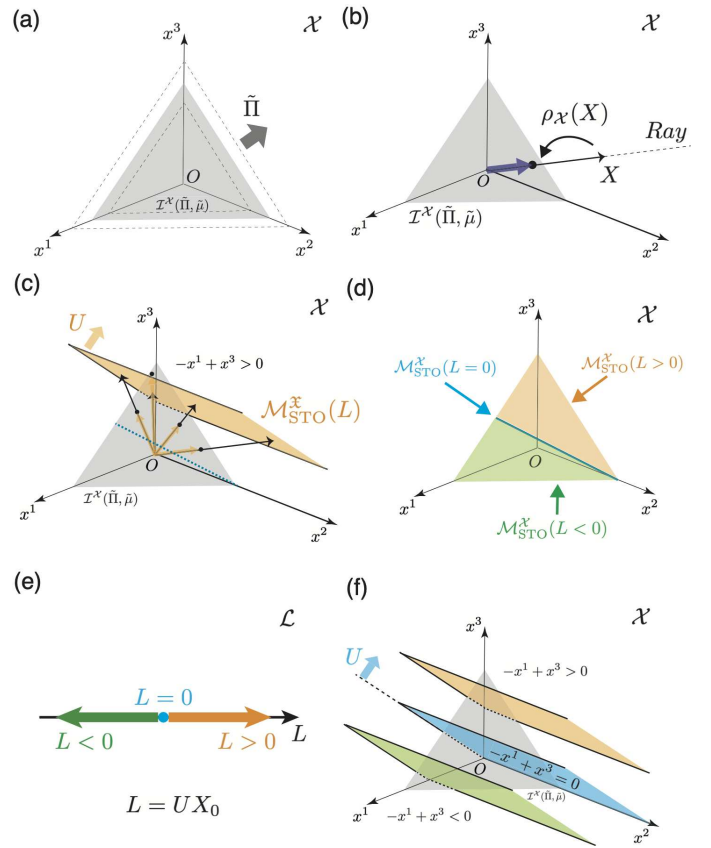 (a)
𝒳
x³
Π̃
O
ℐ^𝒳(Π̃, μ̃)
x¹
x²
(b)
𝒳
x³
ρ_𝒳(X)
Ray
O
X
ℐ^𝒳(Π̃, μ̃)
x¹
x²
(c)
𝒳
U
x³
−x¹ + x³ > 0
ℳ^𝔛_STO(L)
O
x¹
ℐ^𝒳(Π̃, μ̃)
x²
(d)
𝒳
x³
ℳ^𝒳_STO(L = 0)
ℳ^𝒳_STO(L > 0)
O
x¹
x²
ℳ^𝒳_STO(L < 0)
(e)
ℒ
L = 0
L < 0
L > 0
L
L = UX₀
(f)
𝒳
x³
U
−x¹ + x³ > 0
O
−x¹ + x³ = 0
ℐ^𝒳(Π̃, μ̃)
x¹
−x¹ + x³ < 0
x²